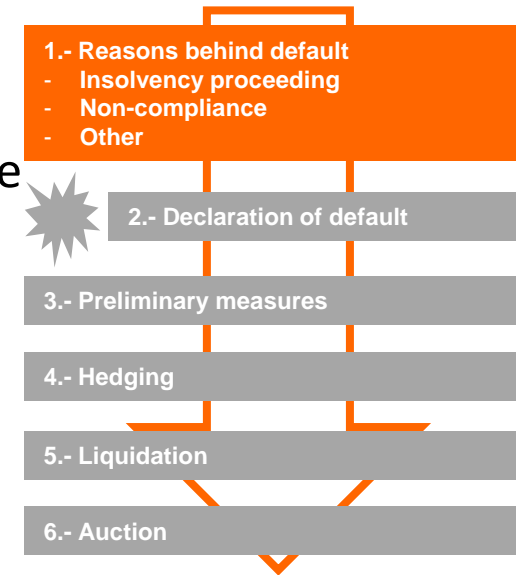 1.- Reasons behind default
- Insolvency proceeding
- Non-compliance
- Other
e
2.- Declaration of default
3.- Preliminary measures
4.- Hedging
5.- Liquidation
6.- Auction